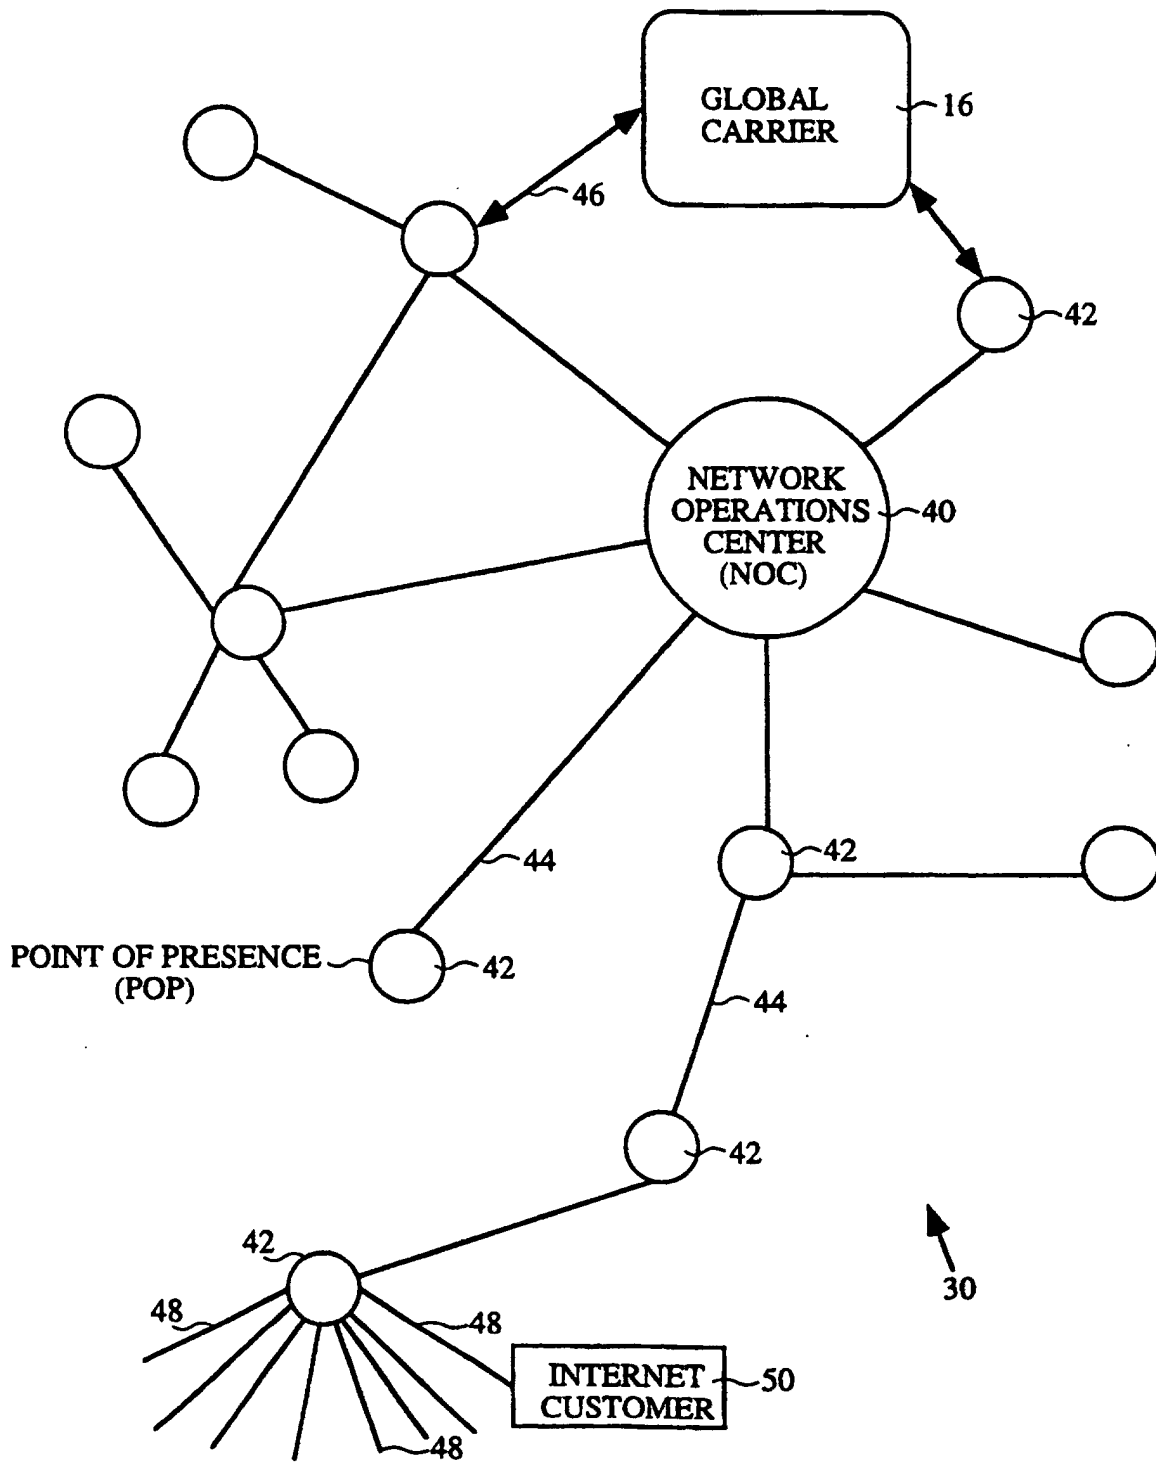 GLOBAL
CARRIER
16
46
42
NETWORK
OPERATIONS
CENTER
(NOC)
40
44
42
POINT OF PRESENCE
(POP)
42
44
42
42
30
48
48
INTERNET
CUSTOMER
50
48